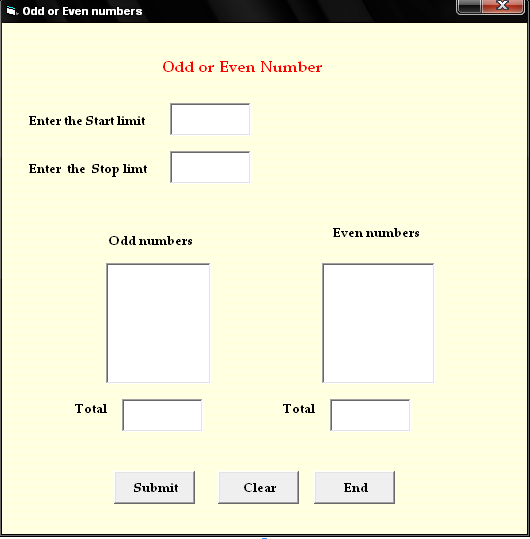 Odd or Even numbers
Odd or Even Number
Enter the Start limit
Enter the Stop limt
Odd numbers
Even numbers
Total
Total
Submit
Clear
End